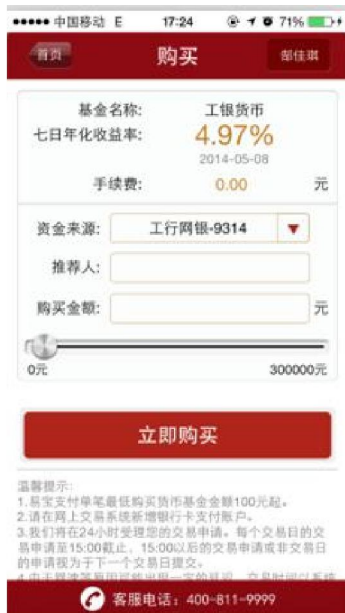 中国移动 E 17:24 71%
首页 购买 郜佳琪
基金名称: 工银货币
七日年化收益率: 4.97%
2014-05-08
手续费: 0.00 元
资金来源: 工行网银-9314
推荐人:
购买金额: 元
0元 300000元
立即购买
温馨提示:
1.易宝支付单笔最低购买货币基金金额100元起。
2.请在网上交易系统新增银行卡支付账户。
3.我们将在24小时受理您的交易申请。每个交易日的交
易申请至15:00截止，15:00以后的交易申请或非交易日
的申请视为于下一个交易日提交。
客服电话：400-811-9999